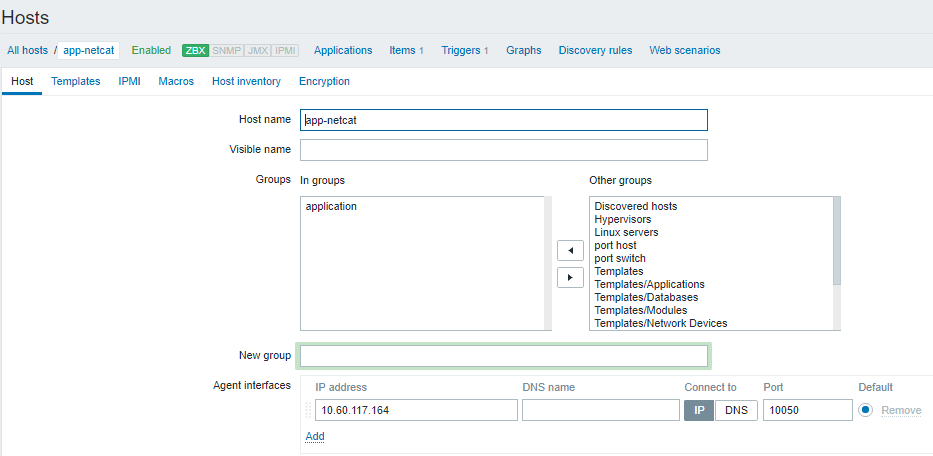 Hosts
All hosts / app-netcat Enabled ZBX SNMP JMX IPMI Applications Items 1 Triggers 1 Graphs Discovery rules Web scenarios
Host Templates IPMI Macros Host inventory Encryption
Host name app-netcat
Visible name
Groups In groups Other groups
application Discovered hosts
Hypervisors
Linux servers
port host
port switch
Templates
Templates/Applications
Templates/Databases
Templates/Modules
Templates/Network Devices
New group
Agent interfaces IP address DNS name Connect to Port Default
10.60.117.164 IP DNS 10050 Remove
Add